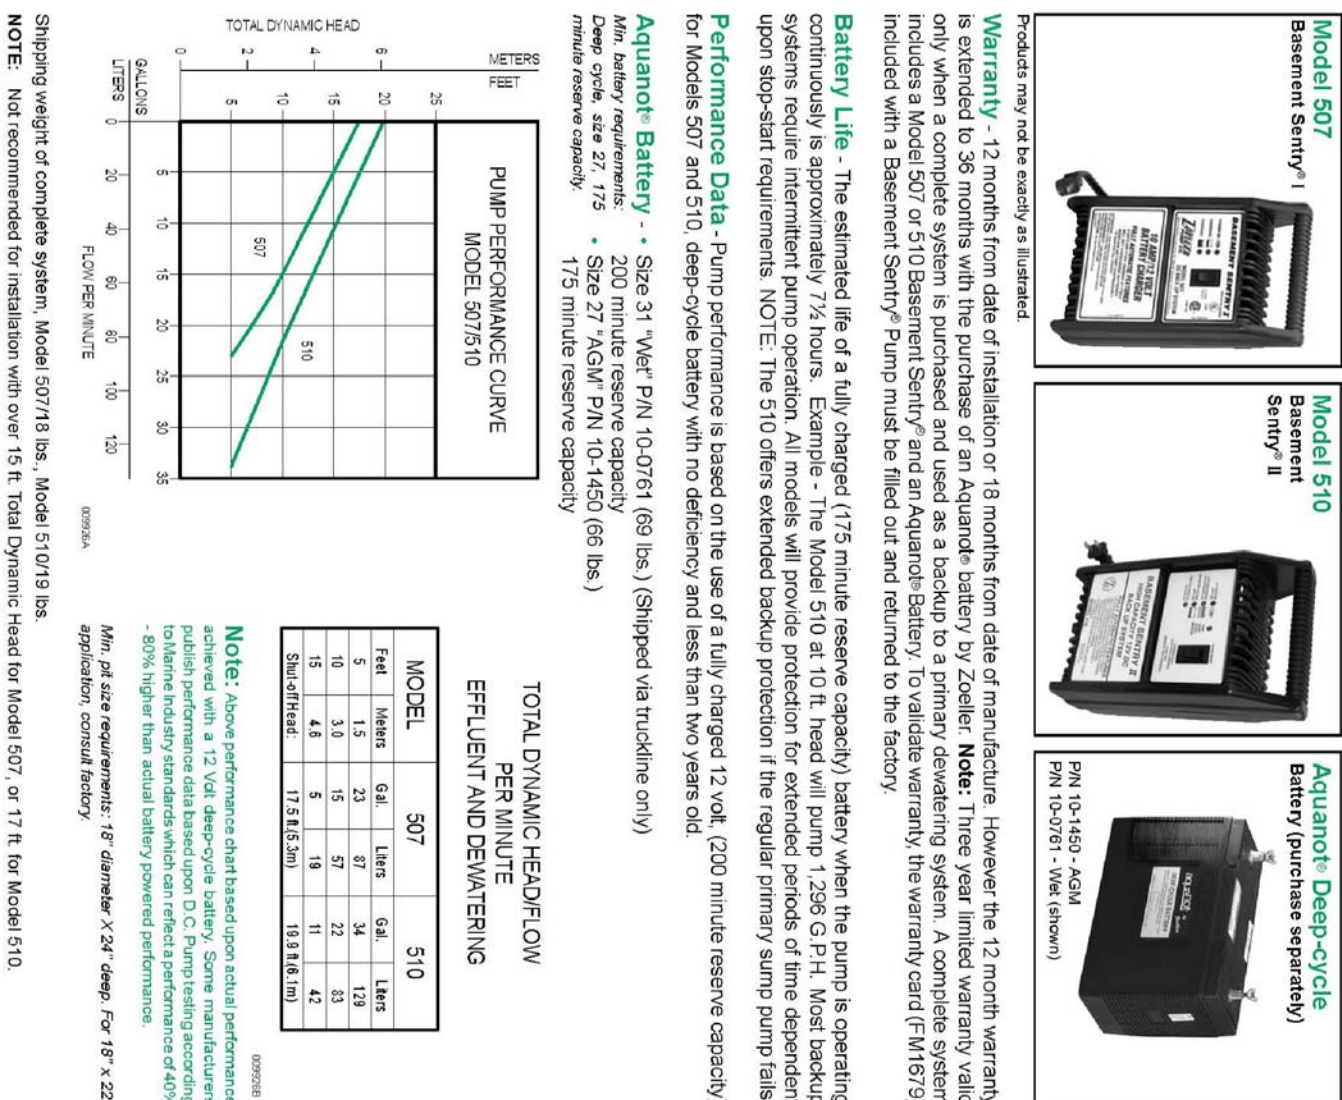 Model 507
Basement Sentry® I
BASEMENT SENTRY I
ZOELLER
10 AMP/12 VOLT
BATTERY CHARGER
Model 510
Basement
Sentry® II
BASEMENT SENTRY II
HIGH CAPACITY 12V DC
BACK UP SYSTEM
Aquanot® Deep-cycle
Battery (purchase separately)
P/N 10-1450 - AGM
P/N 10-0761 - Wet (shown)
aquanot
Products may not be exactly as illustrated.
Warranty - 12 months from date of installation or 18 months from date of manufacture. However the 12 month warranty
is extended to 36 months with the purchase of an Aquanot® battery by Zoeller. Note: Three year limited warranty valid
only when a complete system is purchased and used as a backup to a primary dewatering system. A complete system
includes a Model 507 or 510 Basement Sentry® and an Aquanot® Battery. To validate warranty, the warranty card (FM1679)
included with a Basement Sentry® Pump must be filled out and returned to the factory.
Battery Life - The estimated life of a fully charged (175 minute reserve capacity) battery when the pump is operating
continuously is approximately 7½ hours. Example - The Model 510 at 10 ft. head will pump 1,296 G.P.H. Most backup
systems require intermittent pump operation. All models will provide protection for extended periods of time dependent
upon stop-start requirements. NOTE: The 510 offers extended backup protection if the regular primary sump pump fails.
Performance Data - Pump performance is based on the use of a fully charged 12 volt, (200 minute reserve capacity
for Models 507 and 510, deep-cycle battery with no deficiency and less than two years old.
Aquanot® Battery -
Min. battery requirements:
Deep cycle, size 27, 175
minute reserve capacity.
• Size 31 "Wet" P/N 10-0761 (69 lbs.) (Shipped via truckline only)
200 minute reserve capacity
• Size 27 "AGM" P/N 10-1450 (66 lbs.)
175 minute reserve capacity
PUMP PERFORMANCE CURVE
MODEL 507/510
METERS
FEET
TOTAL DYNAMIC HEAD
25
6 20
15
4
10
2
5
0
507
510
GALLONS 5 10 15 20 25 30 35
LITERS 0 20 40 60 80 100 120
FLOW PER MINUTE
009926A
TOTAL DYNAMIC HEAD/FLOW
PER MINUTE
EFFLUENT AND DEWATERING
MODEL 507 510
Feet Meters Gal. Liters Gal. Liters
5 1.5 23 87 34 129
10 3.0 15 57 22 83
15 4.6 5 19 11 42
Shut-off Head: 17.5 ft.(5.3m) 19.9 ft.(6.1m)
009926B
Note: Above performance chart based upon actual performance
achieved with a 12 Volt deep-cycle battery. Some manufacturers
publish performance data based upon D.C. Pump testing according
to Marine Industry standards which can reflect a performance of 40%
- 80% higher than actual battery powered performance.
Min. pit size requirements: 18" diameter X 24" deep. For 18" x 22"
application, consult factory.
Shipping weight of complete system, Model 507/18 lbs., Model 510/19 lbs.
NOTE: Not recommended for installation with over 15 ft. Total Dynamic Head for Model 507, or 17 ft. for Model 510.